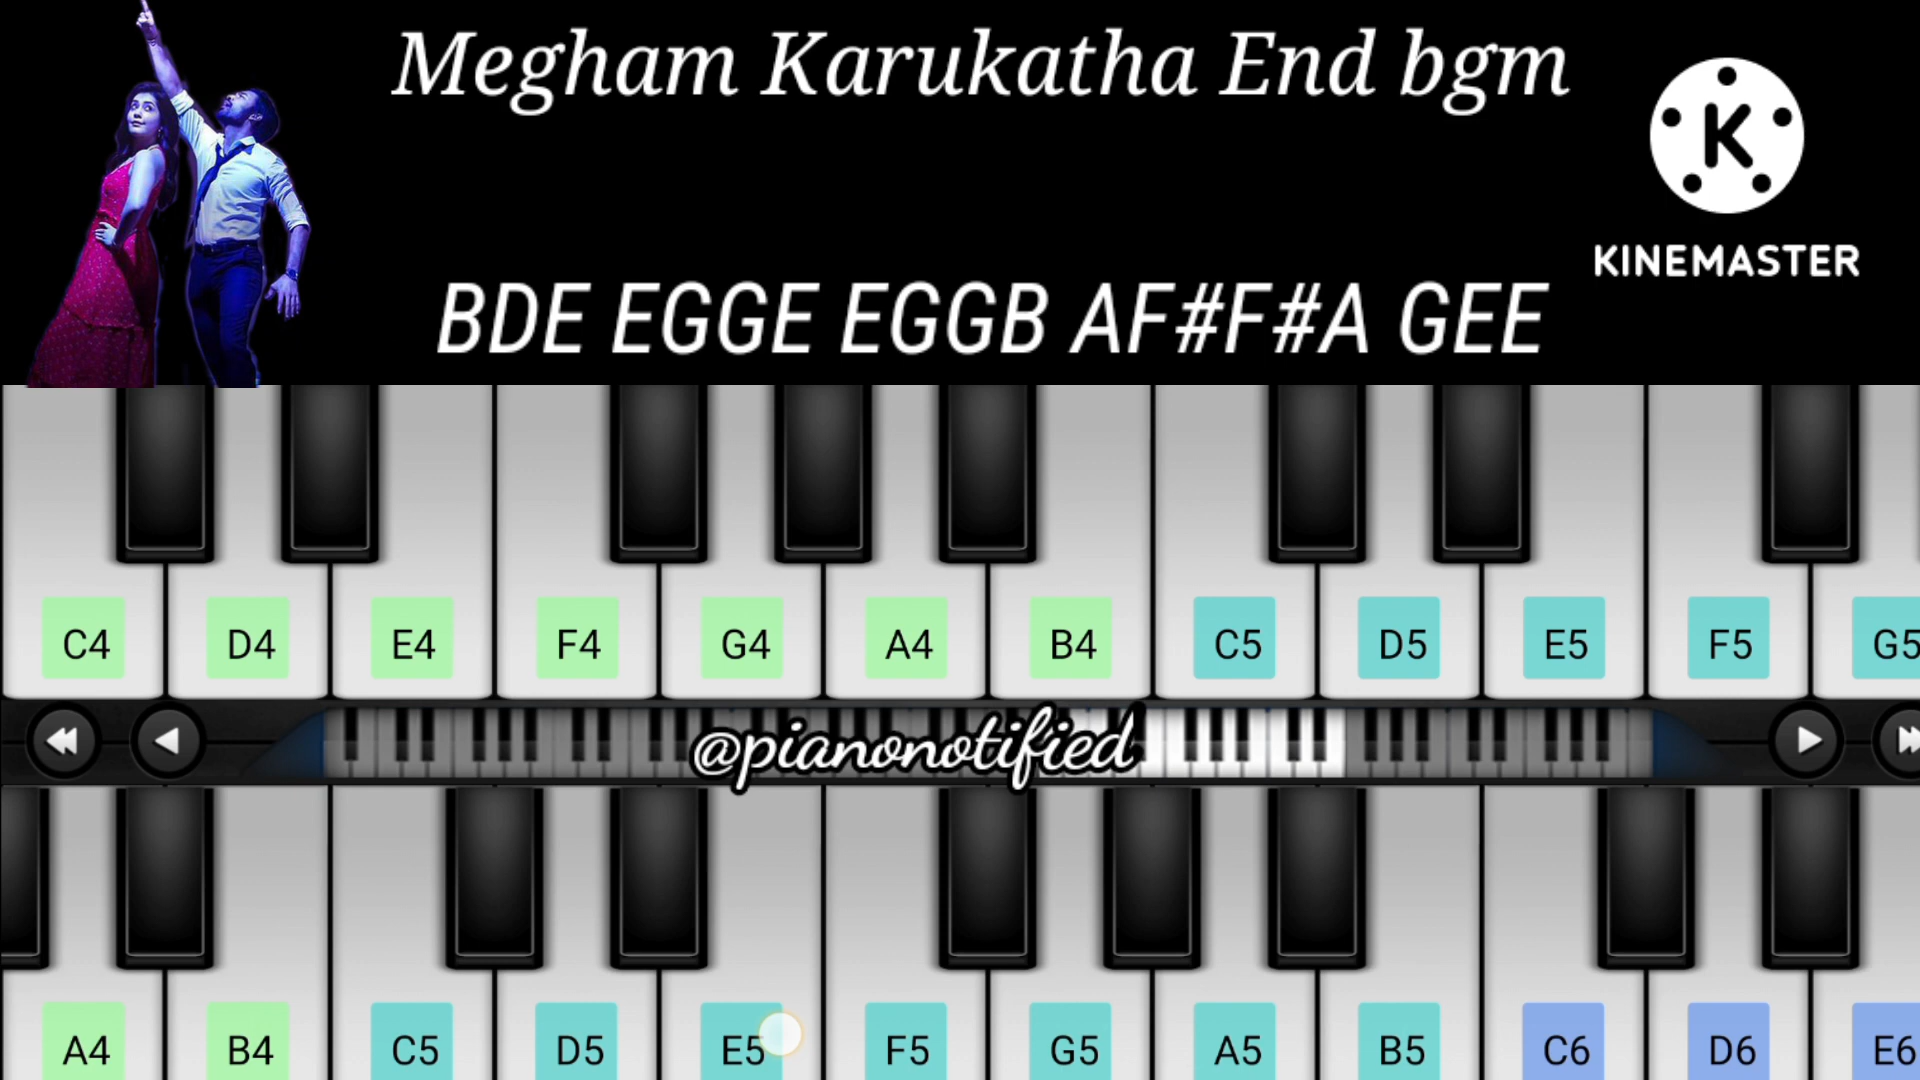 Megham Karukatha End bgm
K
KINEMASTER
BDE EGGE EGGB AF#F#A GEE
C4 D4 E4 F4 G4 A4 B4 C5 D5 E5 F5 G5
@pianonotified
A4 B4 C5 D5 E5 F5 G5 A5 B5 C6 D6 E6